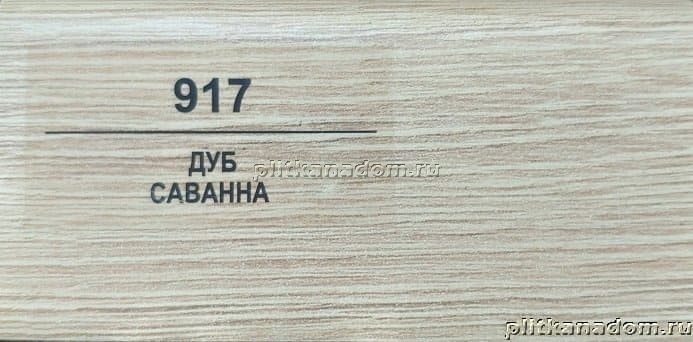 917
ДУБ
САВАННА
plitkanadom.ru
plitkanadom.ru